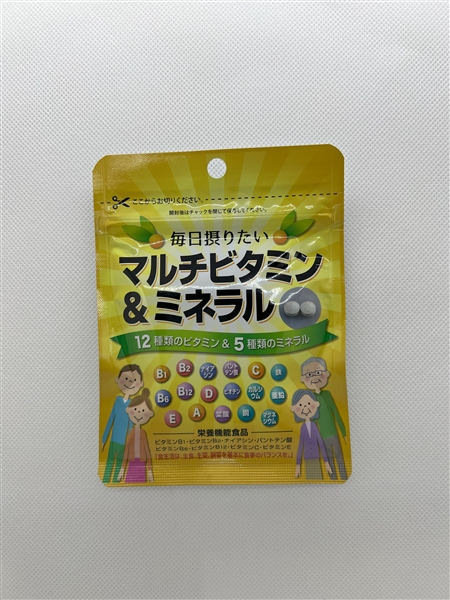 ここからお切りください。
開封後はチャックを閉じて保存してください。
毎日摂りたい
マルチビタミン
&ミネラル
12種類のビタミン&5種類のミネラル
B1 B2 ナイアシン パントテン酸 C 鉄
B6 B12 D ビオチン カルシウム 亜鉛
E A 葉酸 銅 マグネシウム
栄養機能食品
ビタミンB1・ビタミンB2・ナイアシン・パントテン酸
ビタミンB6・ビタミンB12・ビタミンC・ビタミンE
「食生活は、主食、主菜、副菜を基本に食事のバランスを。」